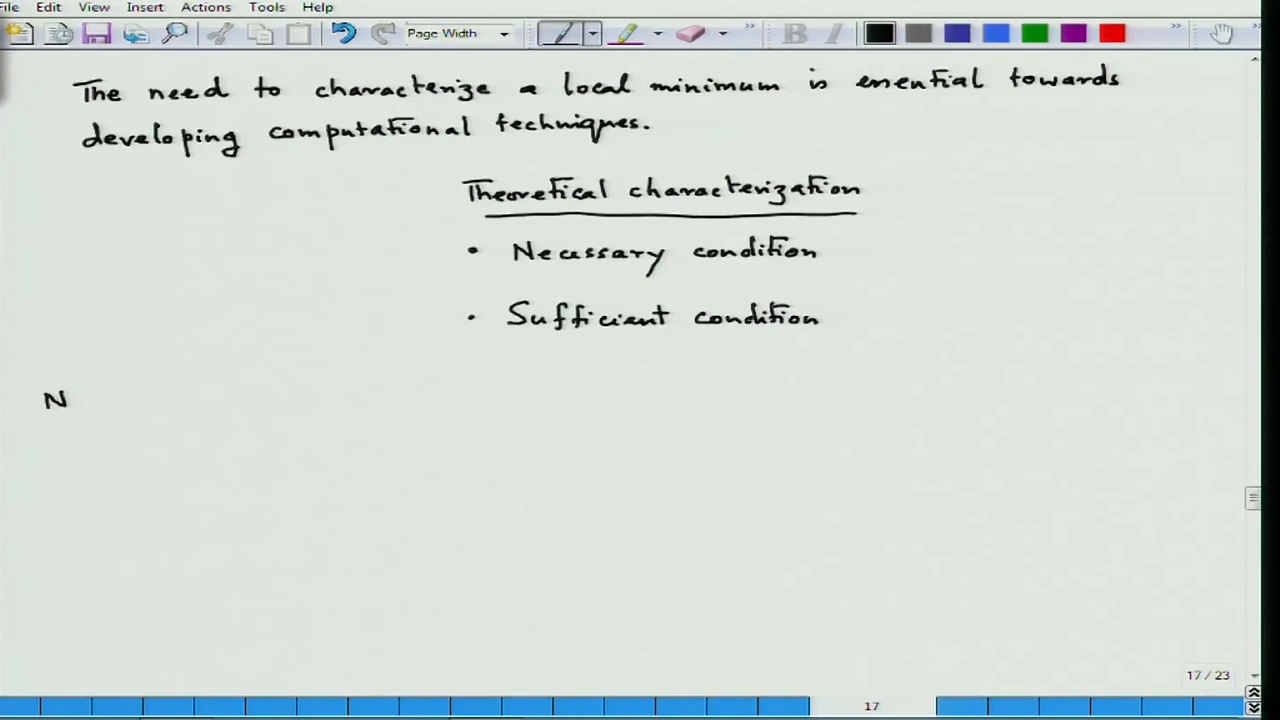 File Edit View Insert Actions Tools Help
Page Width
B I
The need to characterize a local minimum is essential towards
developing computational techniques.
Theoretical characterization
• Necessary condition
• Sufficient condition
N
17 / 23
17